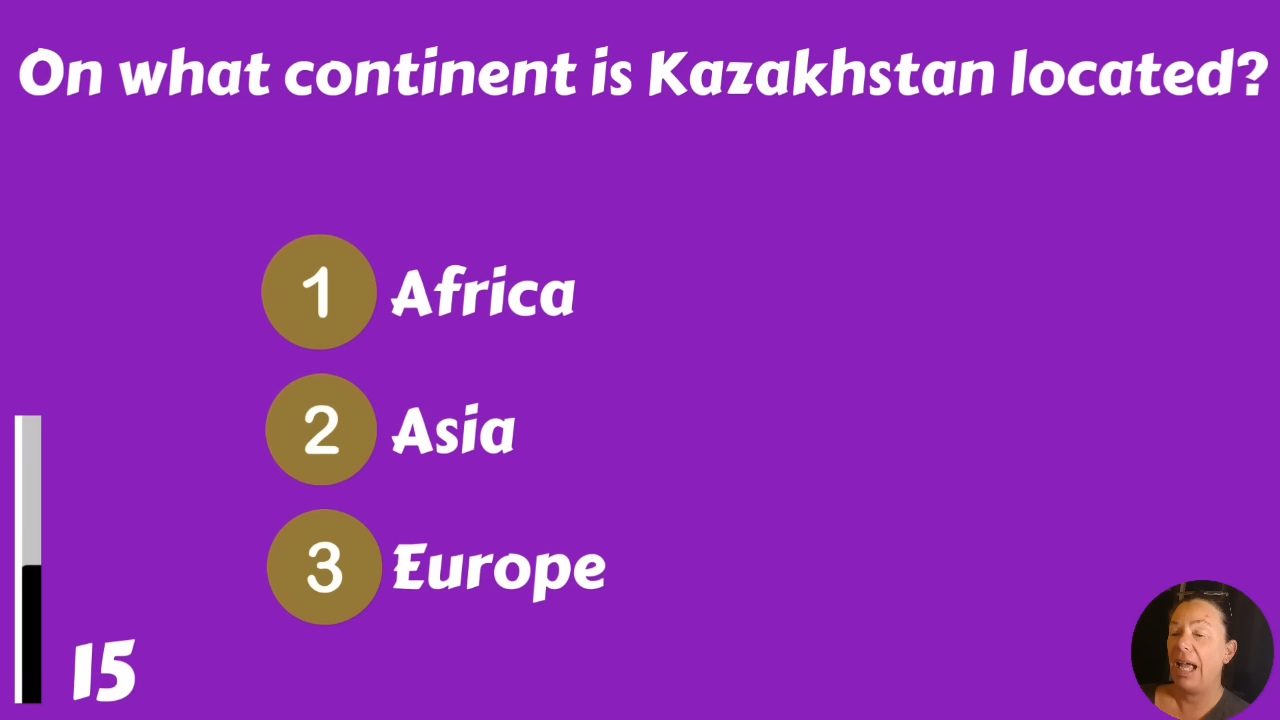 On what continent is Kazakhstan located?
1 Africa
2 Asia
3 Europe
15